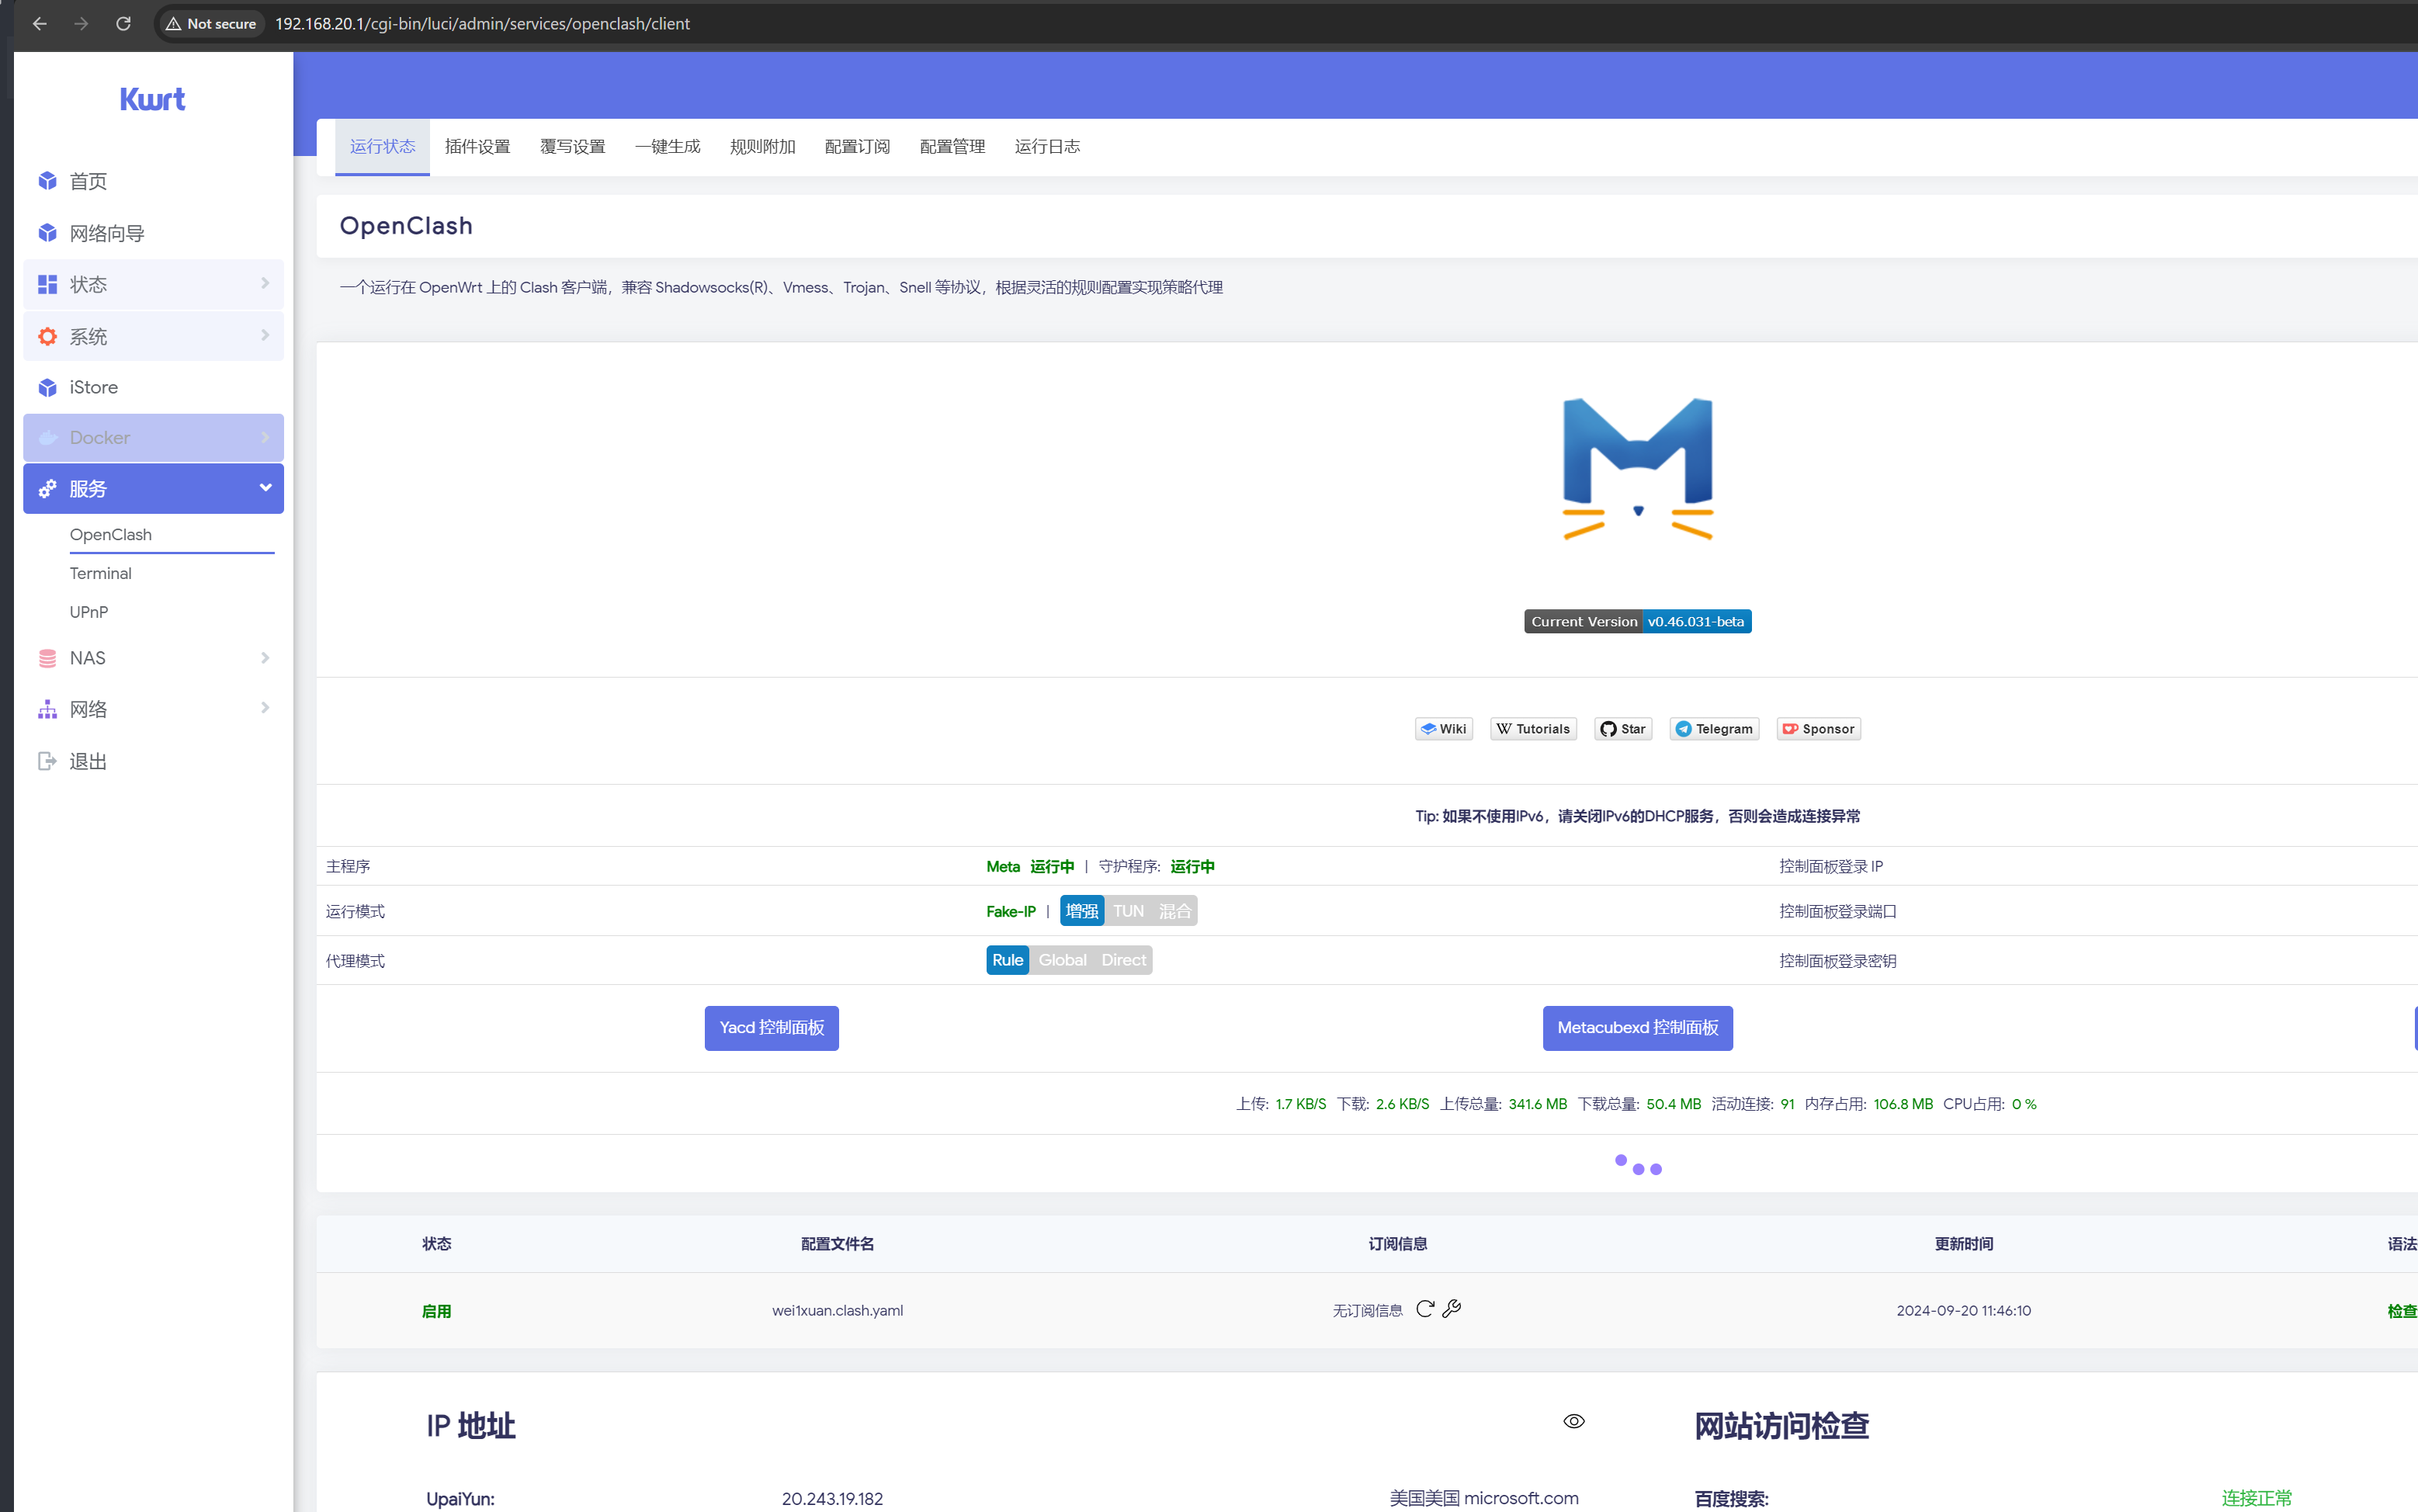 Not secure 192.168.20.1/cgi-bin/luci/admin/services/openclash/client
Kwrt
首页
网络向导
状态
系统
iStore
Docker
服务
OpenClash
Terminal
UPnP
NAS
网络
退出
运行状态 插件设置 覆写设置 一键生成 规则附加 配置订阅 配置管理 运行日志
OpenClash
一个运行在 OpenWrt 上的 Clash 客户端，兼容 Shadowsocks(R)、Vmess、Trojan、Snell 等协议，根据灵活的规则配置实现策略代理
Current Version v0.46.031-beta
Wiki Tutorials Star Telegram Sponsor
Tip: 如果不使用IPv6，请关闭IPv6的DHCP服务，否则会造成连接异常
主程序 Meta 运行中 | 守护程序: 运行中 控制面板登录 IP
运行模式 Fake-IP | 增强 TUN 混合 控制面板登录端口
代理模式 Rule Global Direct 控制面板登录密钥
Yacd 控制面板 Metacubexd 控制面板
上传: 1.7 KB/S 下载: 2.6 KB/S 上传总量: 341.6 MB 下载总量: 50.4 MB 活动连接: 91 内存占用: 106.8 MB CPU占用: 0 %
状态 配置文件名 订阅信息 更新时间 语法
启用 wei1xuan.clash.yaml 无订阅信息 2024-09-20 11:46:10 检查
IP 地址 网站访问检查
UpaiYun: 20.243.19.182 美国美国 microsoft.com 百度搜索: 连接正常